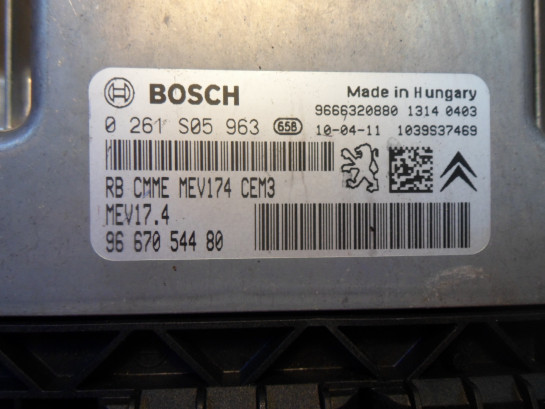 BOSCH
Made in Hungary
9666320880 1314 0403
0 261 S05 963 658 10-04-11 1039S37469
RB CMME MEV174 CEM3
MEV17.4
96 670 544 80